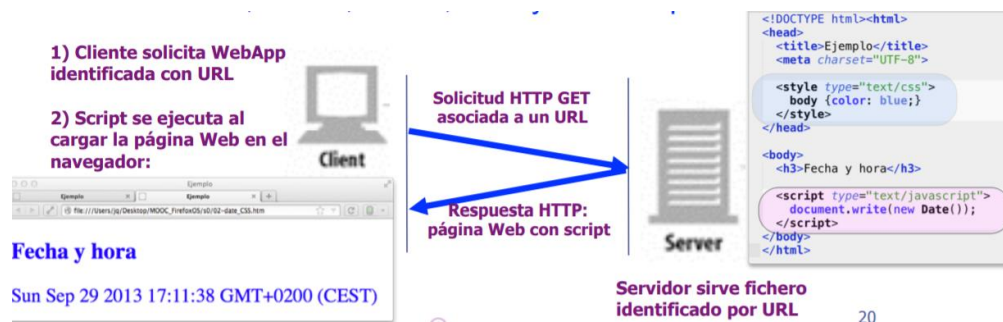 1) Cliente solicita WebApp
identificada con URL
2) Script se ejecuta al
cargar la página Web en el
navegador:
Client
Ejemplo
Ejemplo
Ejemplo
file:///Users/jq/Desktop/MOOC_FirefoxOS/s0/02-date_CSS.htm
Fecha y hora
Sun Sep 29 2013 17:11:38 GMT+0200 (CEST)
Solicitud HTTP GET
asociada a un URL
Respuesta HTTP:
página Web con script
Server
Servidor sirve fichero
identificado por URL
<!DOCTYPE html><html>
<head>
<title>Ejemplo</title>
<meta charset="UTF-8">
<style type="text/css">
body {color: blue;}
</style>
</head>
<body>
<h3>Fecha y hora</h3>
<script type="text/javascript">
document.write(new Date());
</script>
</body>
</html>
20